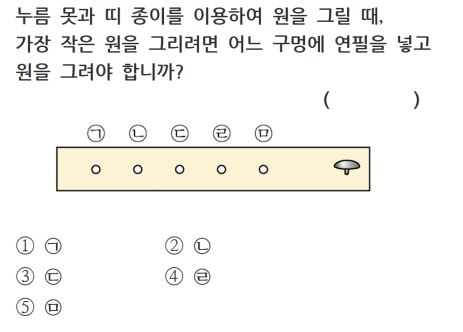 누름 못과 띠 종이를 이용하여 원을 그릴 때,
가장 작은 원을 그리려면 어느 구멍에 연필을 넣고
원을 그려야 합니까?
( )
㉠ ㉡ ㉢ ㉣ ㉤
① ㉠ ② ㉡
③ ㉢ ④ ㉣
⑤ ㉤